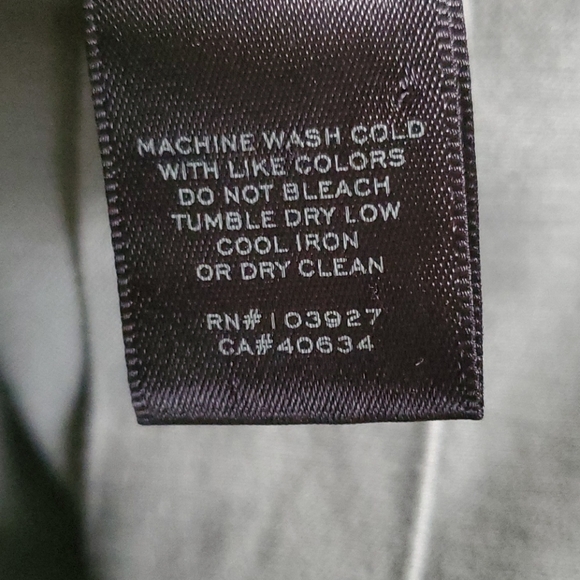 MACHINE WASH COLD
WITH LIKE COLORS
DO NOT BLEACH
TUMBLE DRY LOW
COOL IRON
OR DRY CLEAN
RN# 103927
CA#40634